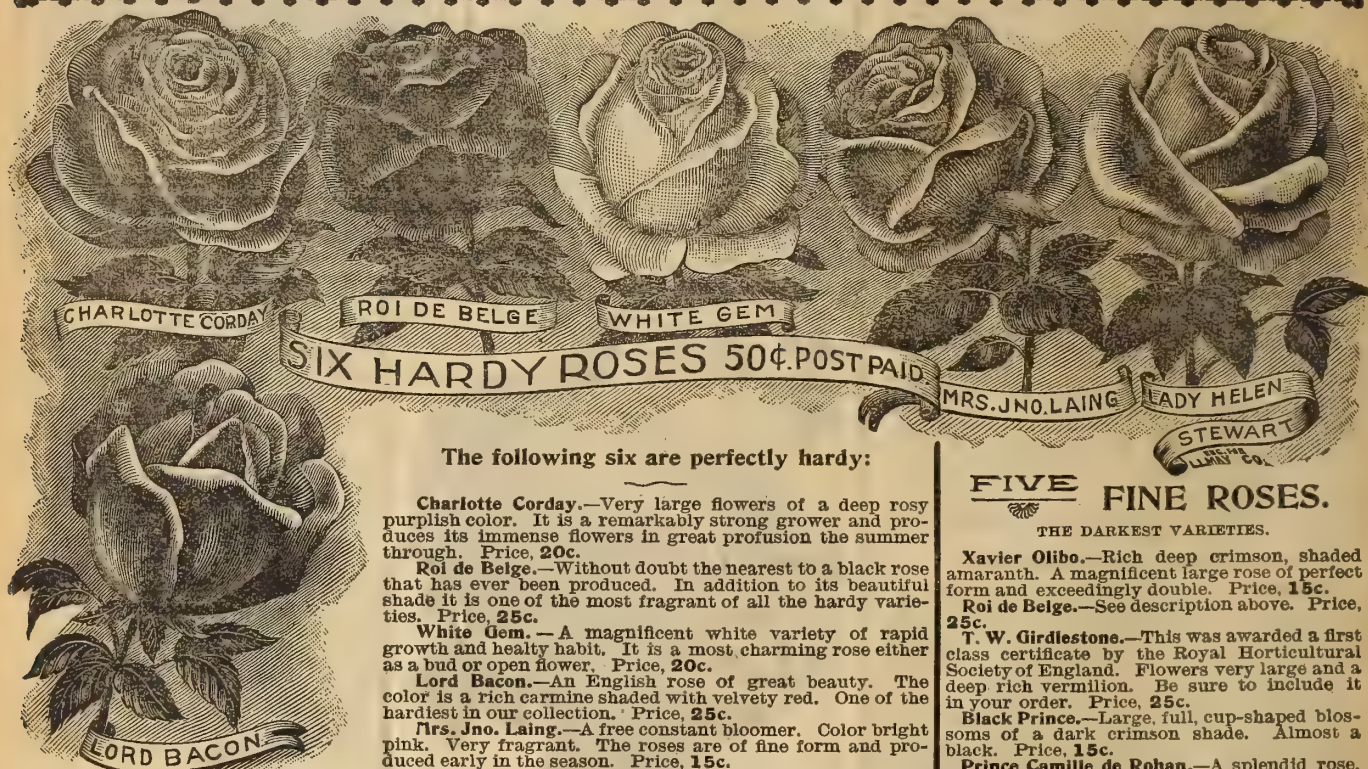 CHARLOTTE CORDAY
ROI DE BELGE
WHITE GEM
SIX HARDY ROSES 50¢. POST PAID.
MRS. JNO. LAING
LADY HELEN
STEWART
LORD BACON
The following six are perfectly hardy:
Charlotte Corday.—Very large flowers of a deep rosy
purplish color. It is a remarkably strong grower and pro-
duces its immense flowers in great profusion the summer
through. Price, 20c.
Roi de Belge.—Without doubt the nearest to a black rose
that has ever been produced. In addition to its beautiful
shade it is one of the most fragrant of all the hardy varie-
ties. Price, 25c.
White Gem.—A magnificent white variety of rapid
growth and healty habit. It is a most charming rose either
as a bud or open flower. Price, 20c.
Lord Bacon.—An English rose of great beauty. The
color is a rich carmine shaded with velvety red. One of the
hardiest in our collection. Price, 25c.
Mrs. Jno. Laing.—A free constant bloomer. Color bright
pink. Very fragrant. The roses are of fine form and pro-
duced early in the season. Price, 15c.
FIVE FINE ROSES.
THE DARKEST VARIETIES.
Xavier Olibo.—Rich deep crimson, shaded
amaranth. A magnificent large rose of perfect
form and exceedingly double. Price, 15c.
Roi de Belge.—See description above. Price,
25c.
T. W. Girdlestone.—This was awarded a first
class certificate by the Royal Horticultural
Society of England. Flowers very large and a
deep rich vermilion. Be sure to include it
in your order. Price, 25c.
Black Prince.—Large, full, cup-shaped blos-
soms of a dark crimson shade. Almost a
black. Price, 15c.
Prince Camille de Rohan.—A splendid rose,